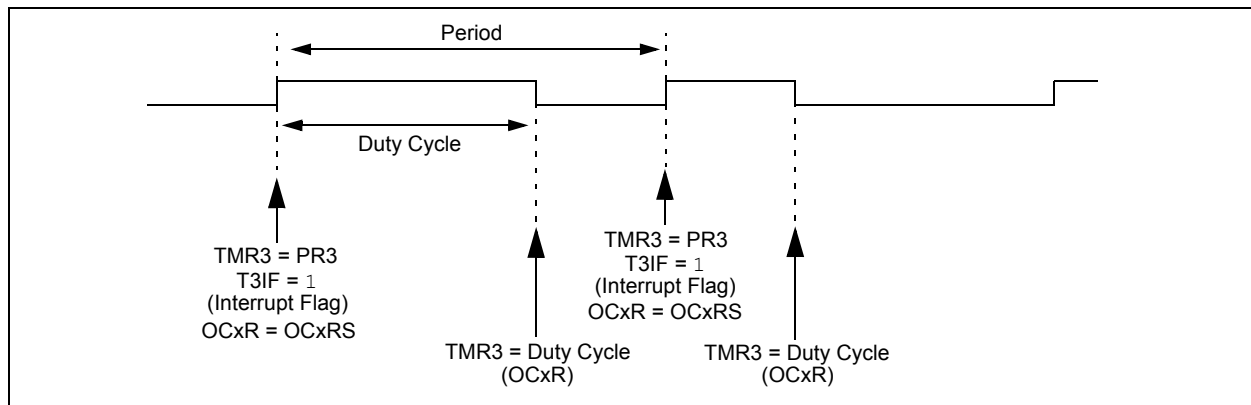 Period
Duty Cycle
TMR3 = PR3
T3IF = 1
(Interrupt Flag)
OCxR = OCxRS
TMR3 = Duty Cycle
(OCxR)
TMR3 = PR3
T3IF = 1
(Interrupt Flag)
OCxR = OCxRS
TMR3 = Duty Cycle
(OCxR)